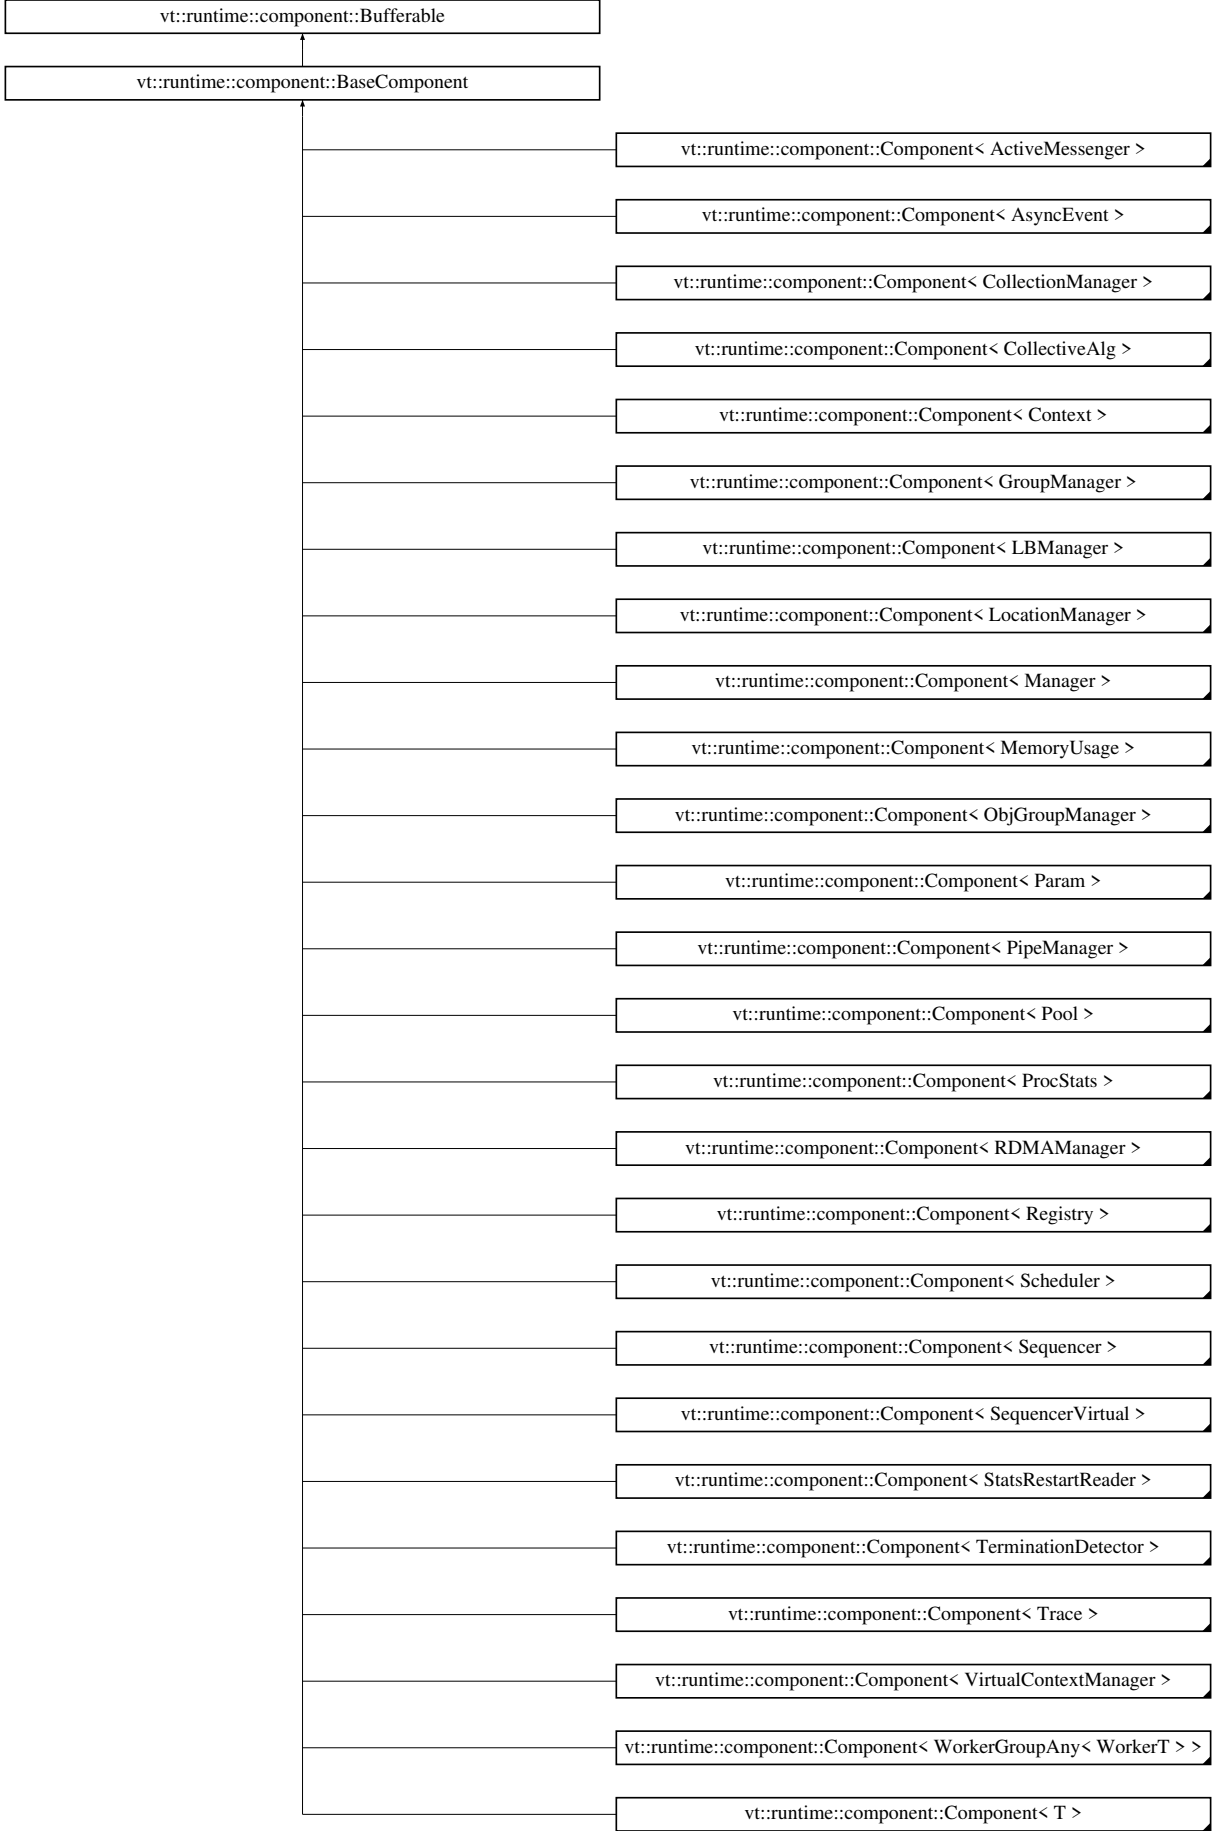 vt::runtime::component::Bufferable
vt::runtime::component::BaseComponent
vt::runtime::component::Component< ActiveMessenger >
vt::runtime::component::Component< AsyncEvent >
vt::runtime::component::Component< CollectionManager >
vt::runtime::component::Component< CollectiveAlg >
vt::runtime::component::Component< Context >
vt::runtime::component::Component< GroupManager >
vt::runtime::component::Component< LBManager >
vt::runtime::component::Component< LocationManager >
vt::runtime::component::Component< Manager >
vt::runtime::component::Component< MemoryUsage >
vt::runtime::component::Component< ObjGroupManager >
vt::runtime::component::Component< Param >
vt::runtime::component::Component< PipeManager >
vt::runtime::component::Component< Pool >
vt::runtime::component::Component< ProcStats >
vt::runtime::component::Component< RDMAManager >
vt::runtime::component::Component< Registry >
vt::runtime::component::Component< Scheduler >
vt::runtime::component::Component< Sequencer >
vt::runtime::component::Component< SequencerVirtual >
vt::runtime::component::Component< StatsRestartReader >
vt::runtime::component::Component< TerminationDetector >
vt::runtime::component::Component< Trace >
vt::runtime::component::Component< VirtualContextManager >
vt::runtime::component::Component< WorkerGroupAny< WorkerT > >
vt::runtime::component::Component< T >